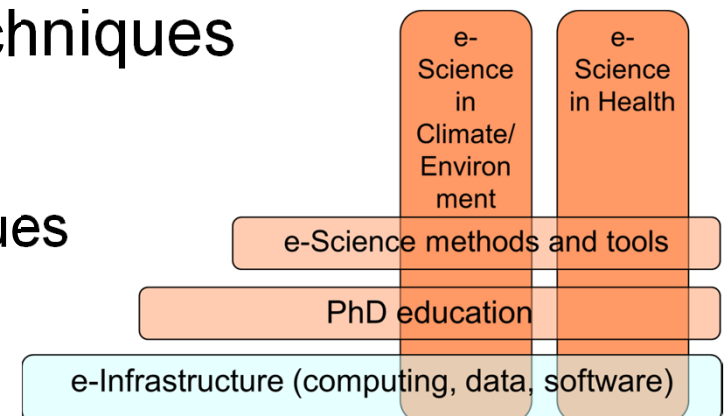 chniques
e-
Science
in
Climate/
Environ
ment
e-
Science
in Health
ues
e-Science methods and tools
PhD education
e-Infrastructure (computing, data, software)